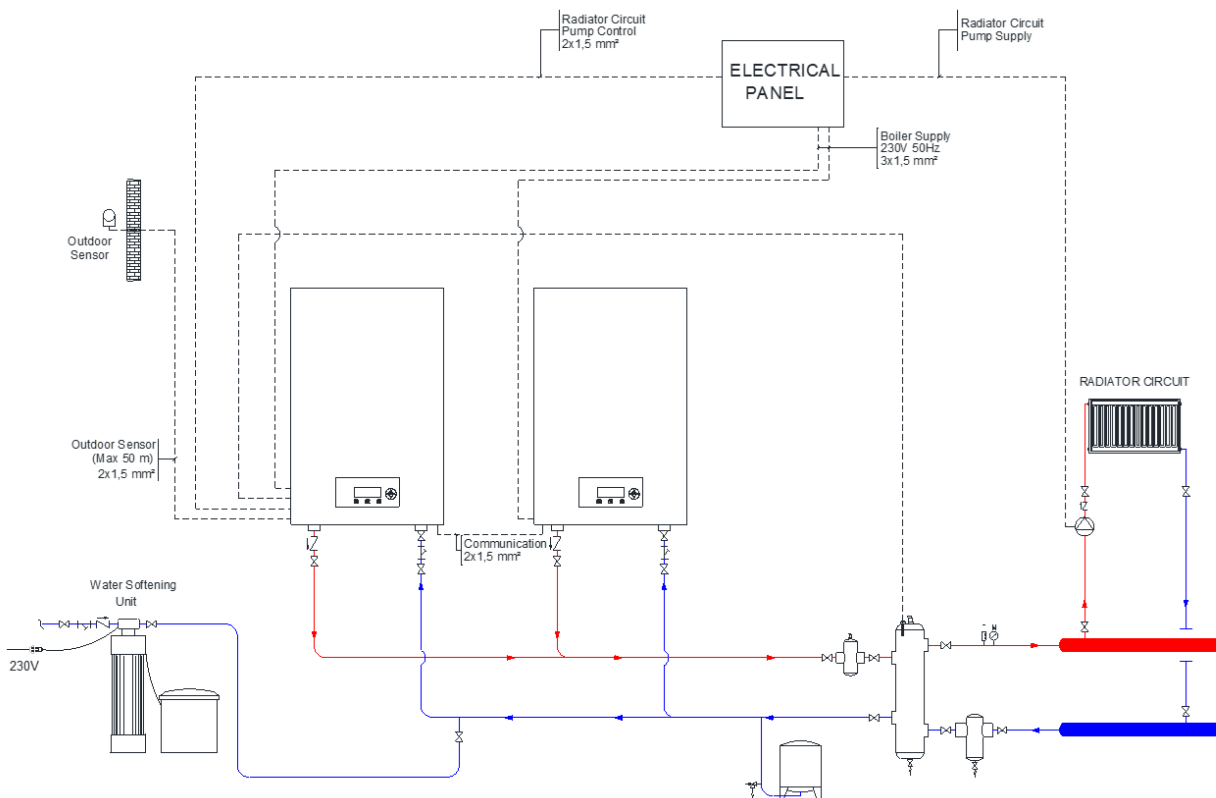 Radiator Circuit
Pump Control
2x1,5 mm²
Radiator Circuit
Pump Supply
ELECTRICAL
PANEL
Boiler Supply
230V 50Hz
3x1,5 mm²
Outdoor
Sensor
RADIATOR CIRCUIT
Outdoor Sensor
(Max 50 m)
2x1,5 mm²
Communication
2x1,5 mm²
Water Softening
Unit
230V